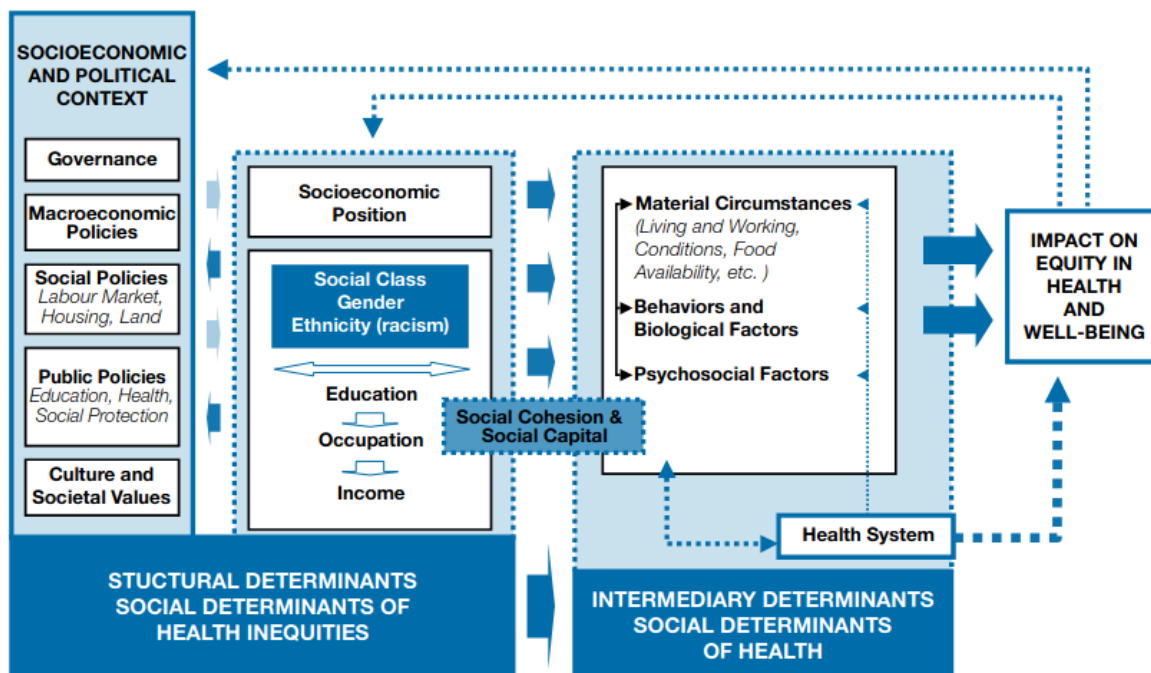 SOCIOECONOMIC
AND POLITICAL
CONTEXT
Governance
Macroeconomic
Policies
Social Policies
Labour Market,
Housing, Land
Public Policies
Education, Health,
Social Protection
Culture and
Societal Values
Socioeconomic
Position
Social Class
Gender
Ethnicity (racism)
Education
Occupation
Income
Social Cohesion &
Social Capital
Material Circumstances
(Living and Working,
Conditions, Food
Availability, etc. )
Behaviors and
Biological Factors
Psychosocial Factors
Health System
IMPACT ON
EQUITY IN
HEALTH
AND
WELL-BEING
STUCTURAL DETERMINANTS
SOCIAL DETERMINANTS OF
HEALTH INEQUITIES
INTERMEDIARY DETERMINANTS
SOCIAL DETERMINANTS
OF HEALTH